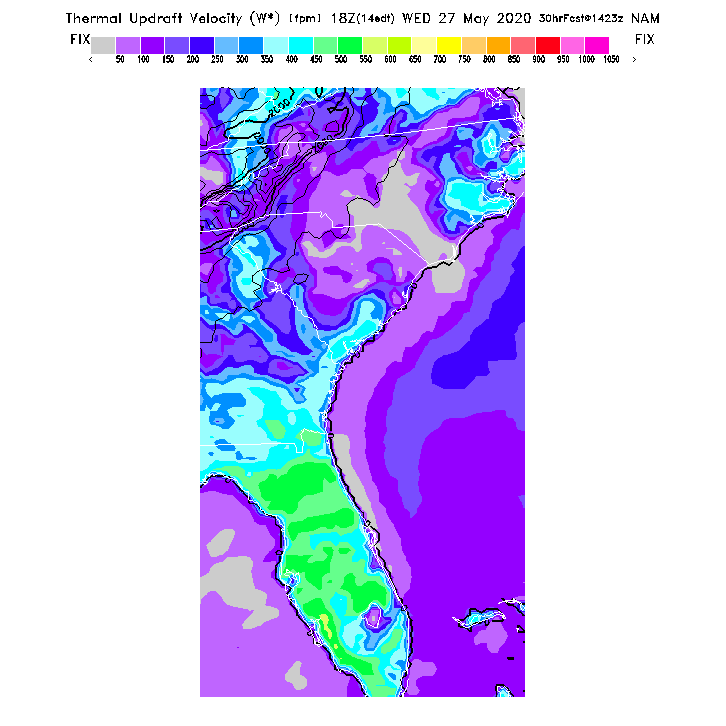 Thermal Updraft Velocity (W*) [fpm] 18Z(14edt) WED 27 May 2020 30hrFcst@1423z NAM
FIX FIX
< 50 100 150 200 250 300 350 400 450 500 550 600 650 700 750 800 850 900 950 1000 1050 >